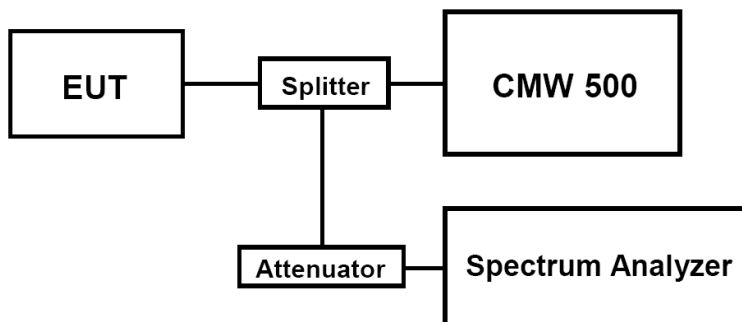 EUT
Splitter
CMW 500
Attenuator
Spectrum Analyzer